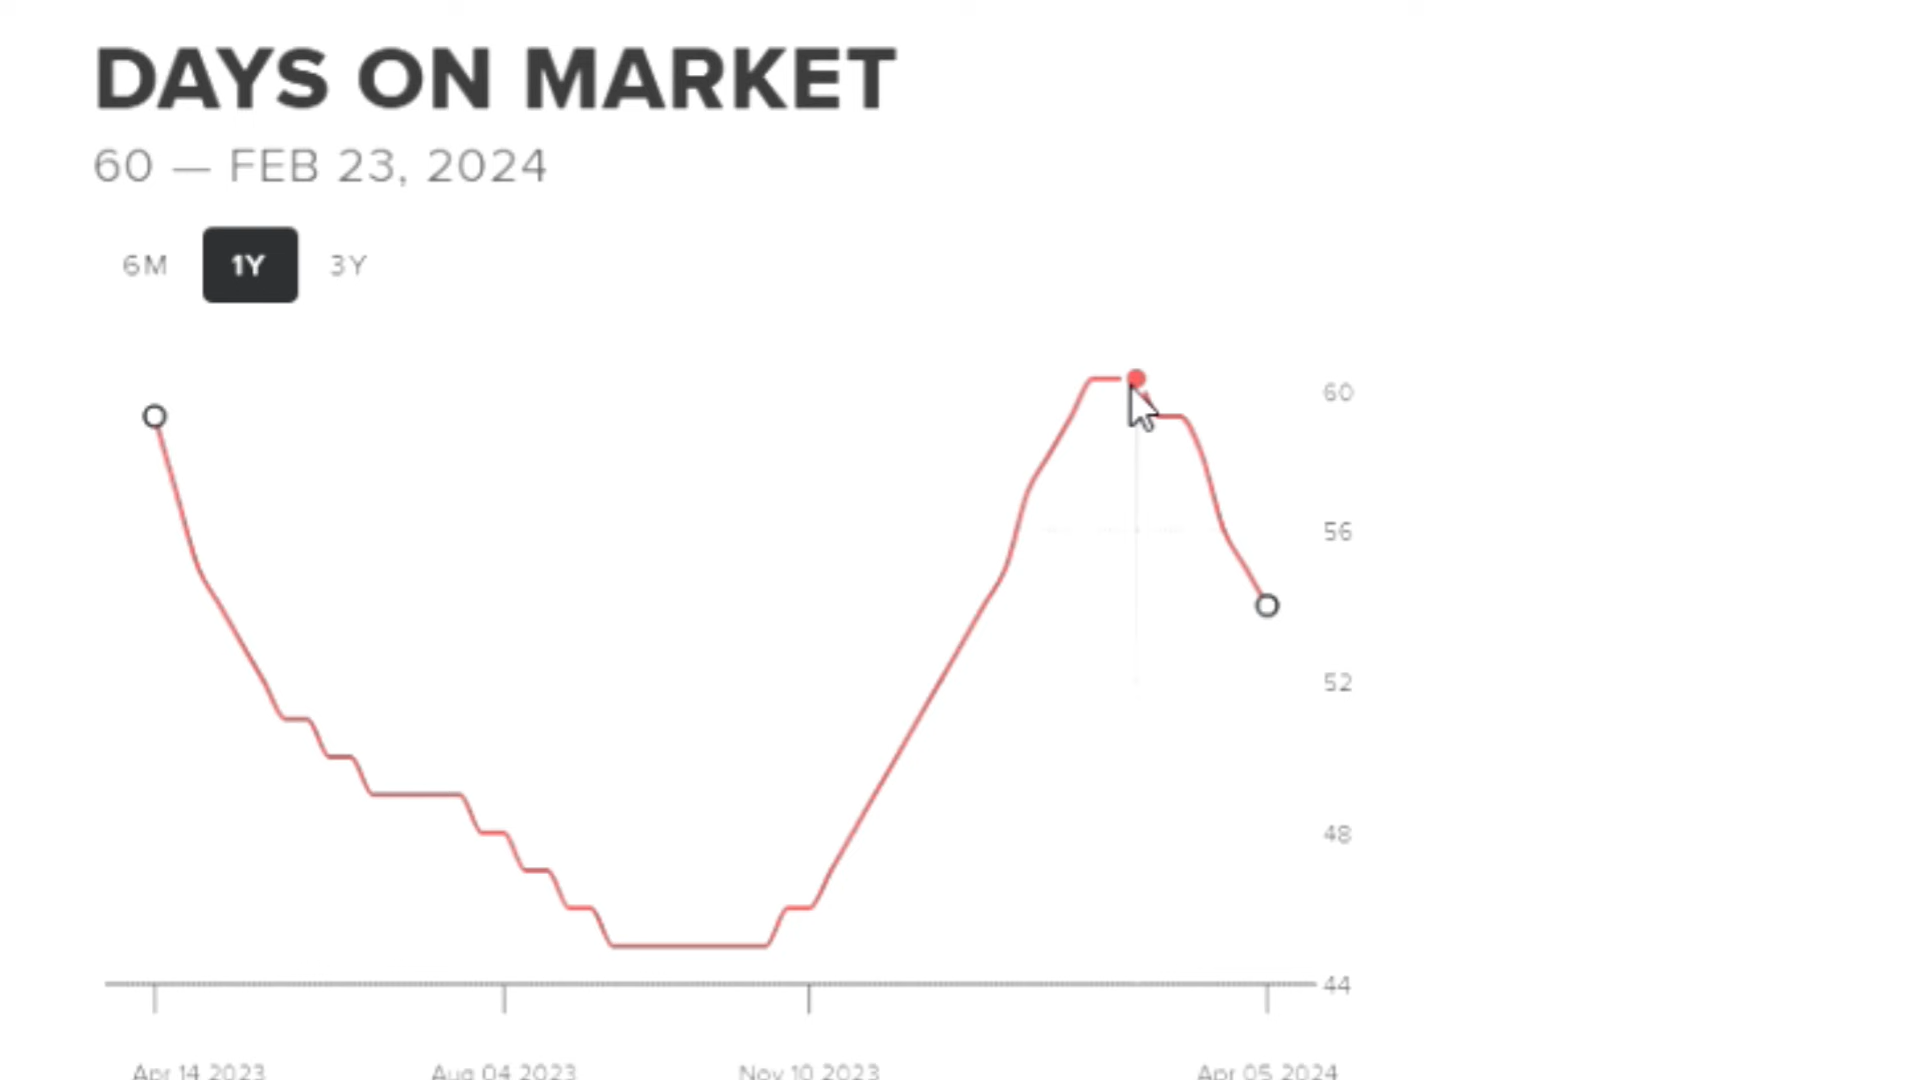 DAYS ON MARKET
60 — FEB 23, 2024
6M 1Y 3Y
60
56
52
48
44
Apr 14 2023 Aug 04 2023 Nov 10 2023 Apr 05 2024